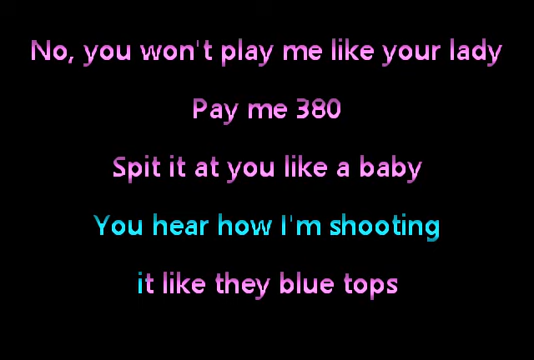 No, you won't play me like your lady
Pay me 380
Spit it at you like a baby
You hear how I'm shooting
it like they blue tops